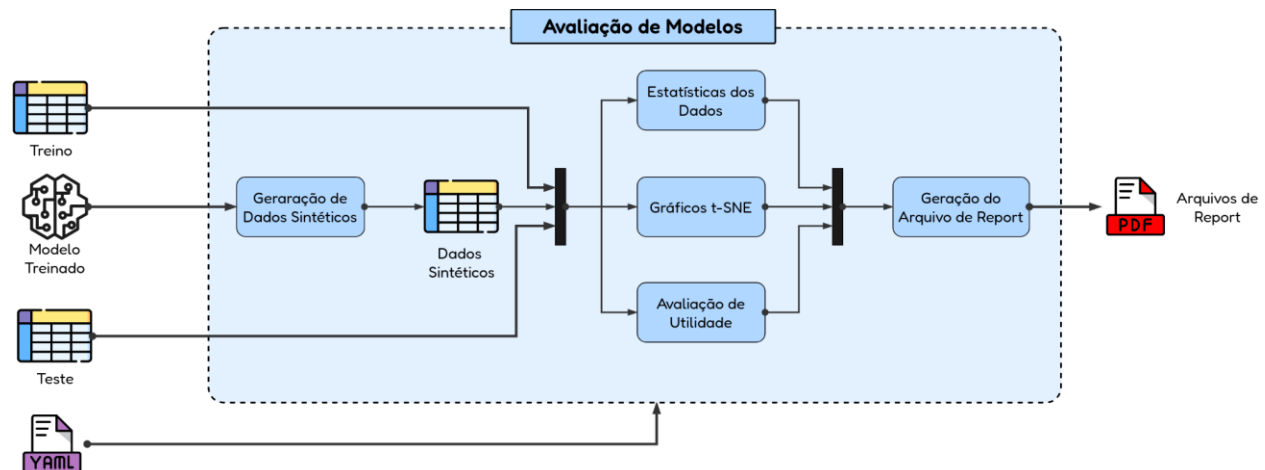 Avaliação de Modelos
Treino
Modelo
Treinado
Teste
YAML
Geraração de
Dados Sintéticos
Dados
Sintéticos
Estatísticas dos
Dados
Gráficos t-SNE
Avaliação de
Utilidade
Geração do
Arquivo de Report
PDF
Arquivos de
Report